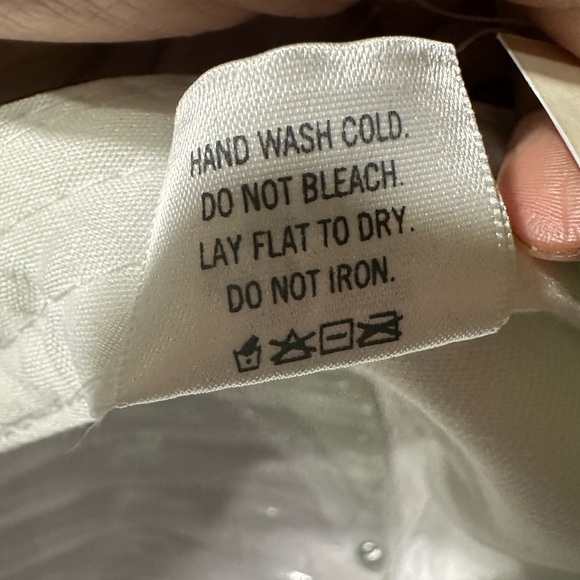 HAND WASH COLD.
DO NOT BLEACH.
LAY FLAT TO DRY.
DO NOT IRON.